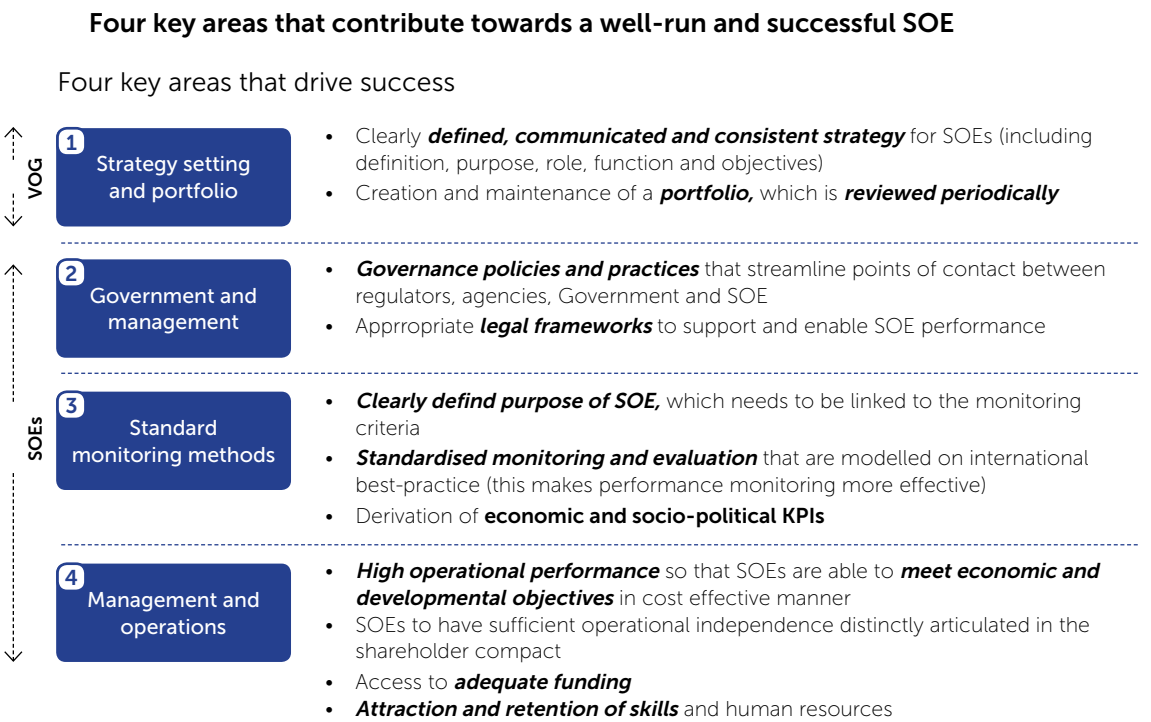 Four key areas that contribute towards a well-run and successful SOE
Four key areas that drive success
VOG
1
Strategy setting
and portfolio
• Clearly defined, communicated and consistent strategy for SOEs (including
definition, purpose, role, function and objectives)
• Creation and maintenance of a portfolio, which is reviewed periodically
SOEs
2
Government and
management
• Governance policies and practices that streamline points of contact between
regulators, agencies, Government and SOE
• Apprropriate legal frameworks to support and enable SOE performance
3
Standard
monitoring methods
• Clearly defind purpose of SOE, which needs to be linked to the monitoring
criteria
• Standardised monitoring and evaluation that are modelled on international
best-practice (this makes performance monitoring more effective)
• Derivation of economic and socio-political KPIs
4
Management and
operations
• High operational performance so that SOEs are able to meet economic and
developmental objectives in cost effective manner
• SOEs to have sufficient operational independence distinctly articulated in the
shareholder compact
• Access to adequate funding
• Attraction and retention of skills and human resources